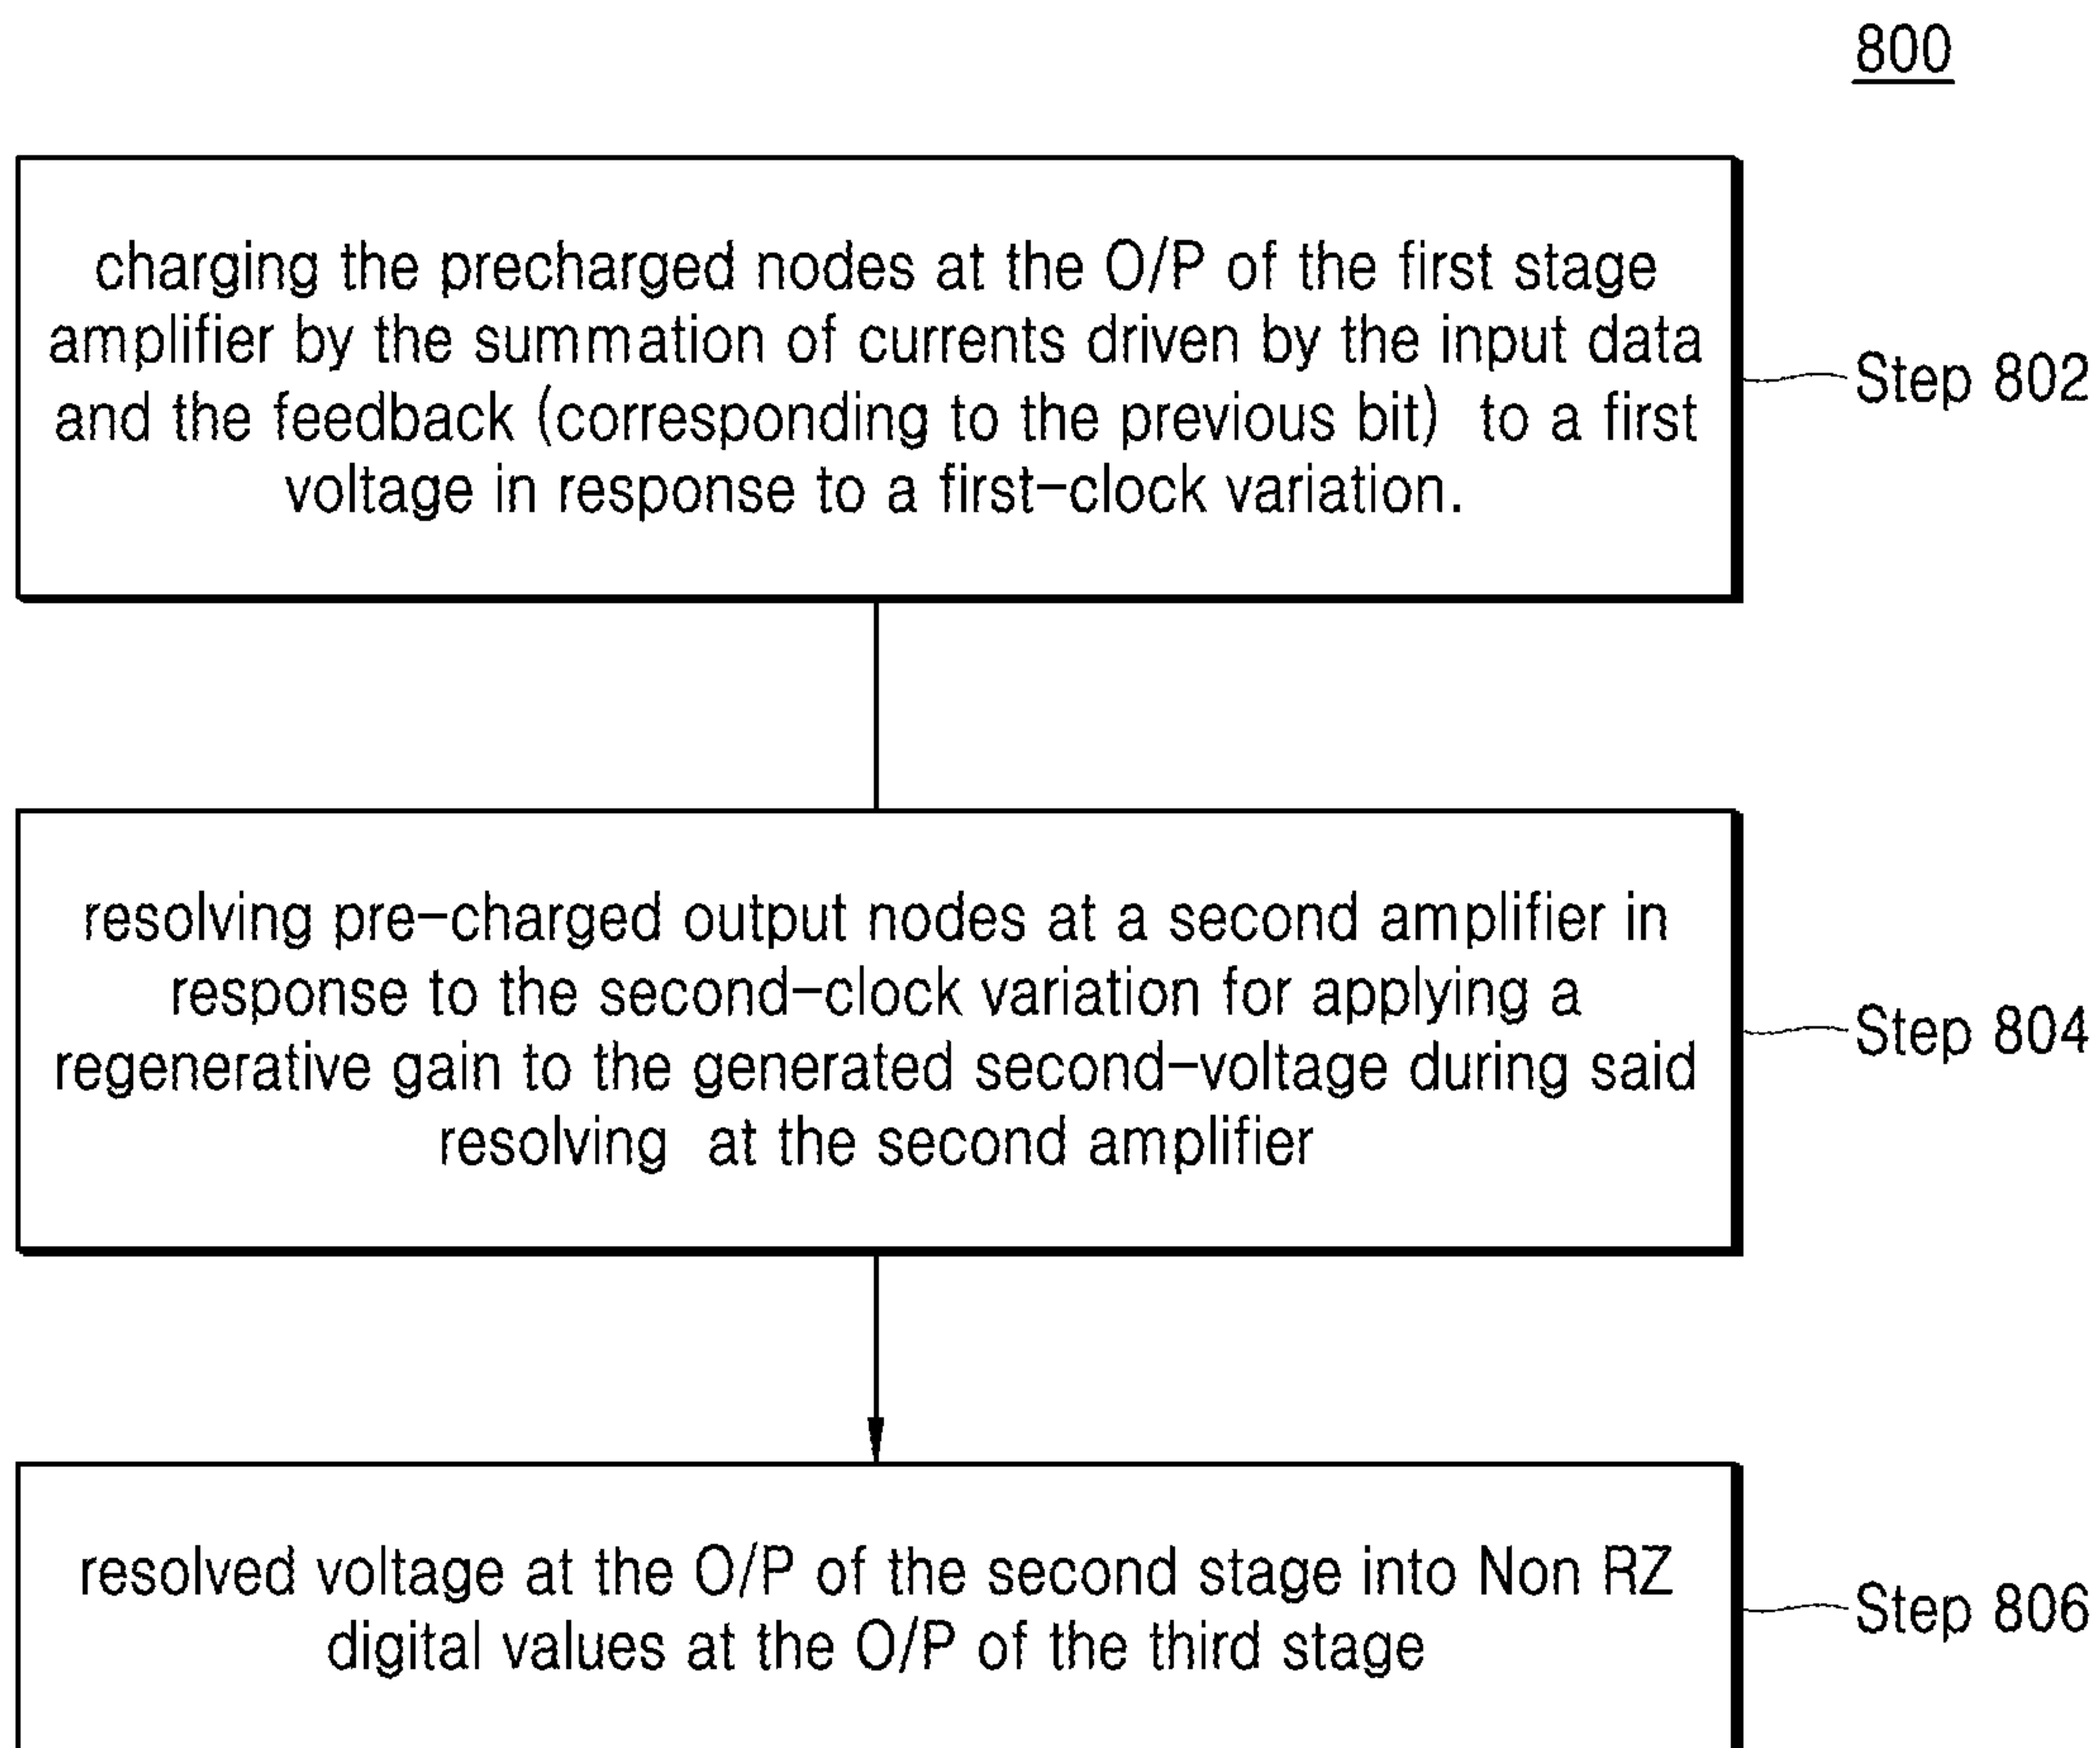 800
charging the precharged nodes at the O/P of the first stage
amplifier by the summation of currents driven by the input data
and the feedback (corresponding to the previous bit) to a first
voltage in response to a first-clock variation.
Step 802
resolving pre-charged output nodes at a second amplifier in
response to the second-clock variation for applying a
regenerative gain to the generated second-voltage during said
resolving at the second amplifier
Step 804
resolved voltage at the O/P of the second stage into Non RZ
digital values at the O/P of the third stage
Step 806